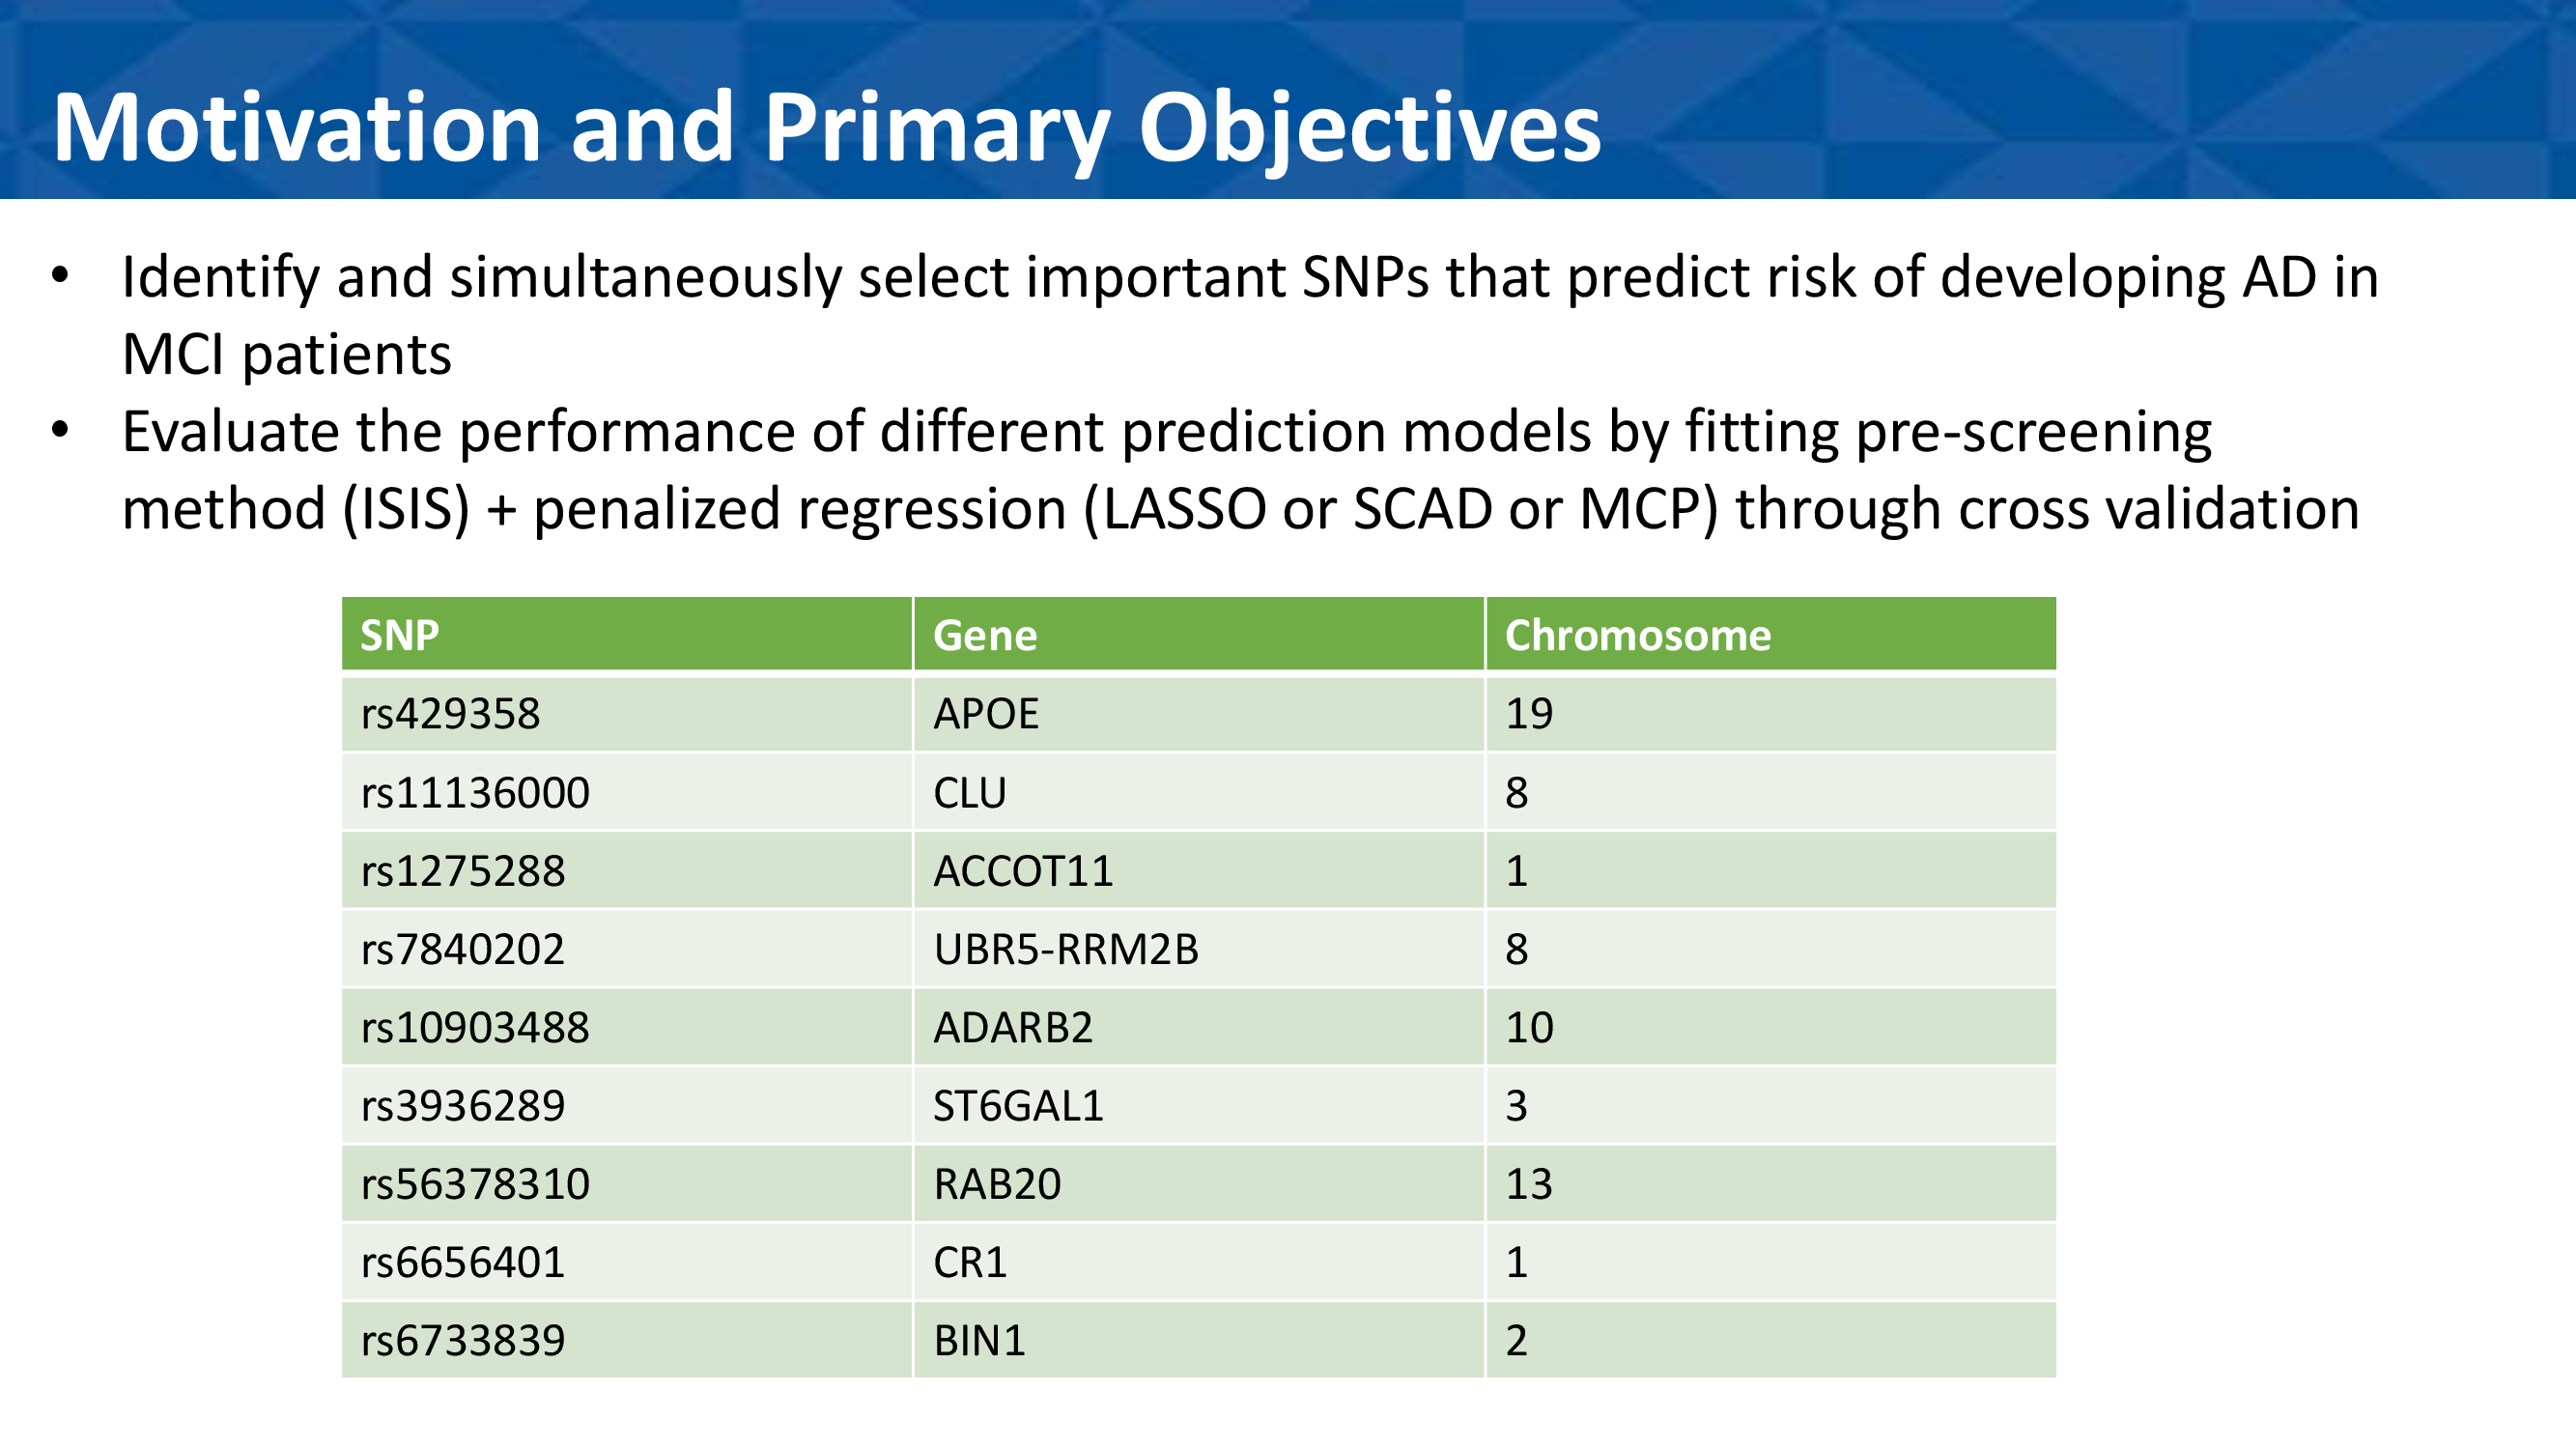 Motivation and Primary Objectives
• Identify and simultaneously select important SNPs that predict risk of developing AD in
MCI patients
• Evaluate the performance of different prediction models by fitting pre-screening
method (ISIS) + penalized regression (LASSO or SCAD or MCP) through cross validation
SNP Gene Chromosome
rs429358 APOE 19
rs11136000 CLU 8
rs1275288 ACCOT11 1
rs7840202 UBR5-RRM2B 8
rs10903488 ADARB2 10
rs3936289 ST6GAL1 3
rs56378310 RAB20 13
rs6656401 CR1 1
rs6733839 BIN1 2